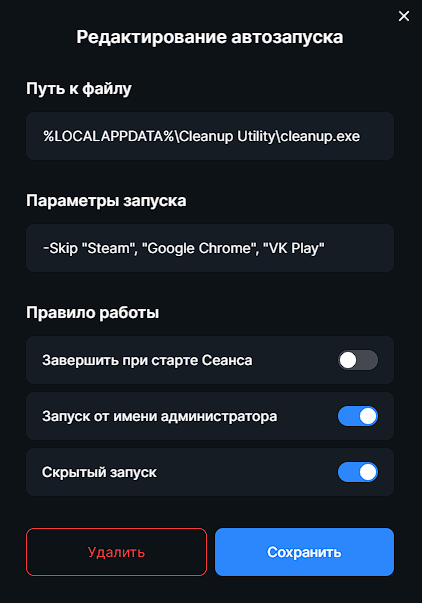 Редактирование автозапуска
Путь к файлу
%LOCALAPPDATA%\Cleanup Utility\cleanup.exe
Параметры запуска
-Skip "Steam", "Google Chrome", "VK Play"
Правило работы
Завершить при старте Сеанса
Запуск от имени администратора
Скрытый запуск
Удалить
Сохранить